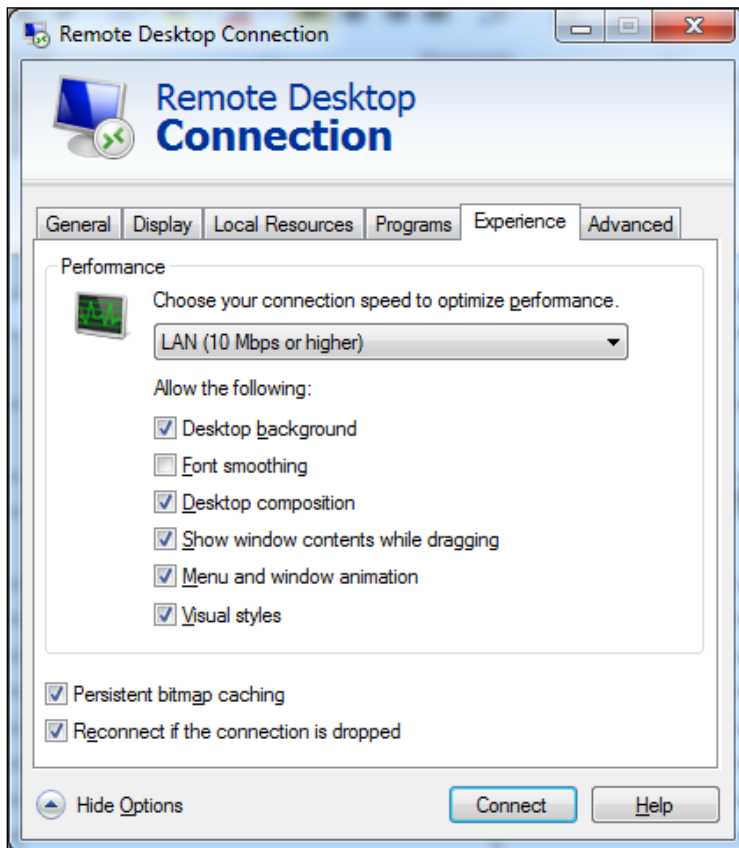 Remote Desktop Connection
Remote Desktop
Connection
General Display Local Resources Programs Experience Advanced
Performance
Choose your connection speed to optimize performance.
LAN (10 Mbps or higher)
Allow the following:
Desktop background
Font smoothing
Desktop composition
Show window contents while dragging
Menu and window animation
Visual styles
Persistent bitmap caching
Reconnect if the connection is dropped
Hide Options Connect Help